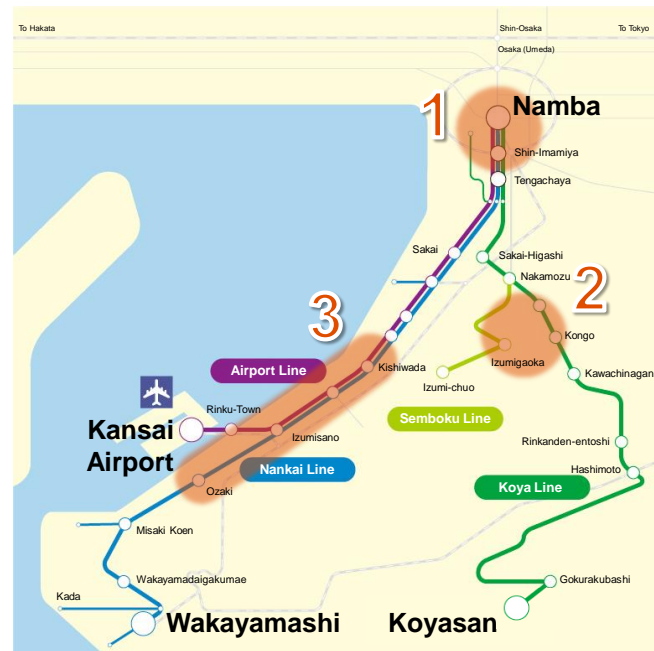 To Hakata
Shin-Osaka
To Tokyo
Osaka (Umeda)
1
Namba
Shin-Imamiya
Tengachaya
Sakai
Sakai-Higashi
Nakamozu
2
3
Kongo
Izumigaoka
Kishiwada
Airport Line
Kawachinagan
Izumi-chuo
Rinku-Town
Semboku Line
Kansai
Airport
Izumisano
Rinkanden-entoshi
Nankai Line
Hashimoto
Ozaki
Koya Line
Misaki Koen
Wakayamadaigakumae
Gokurakubashi
Kada
Wakayamashi
Koyasan